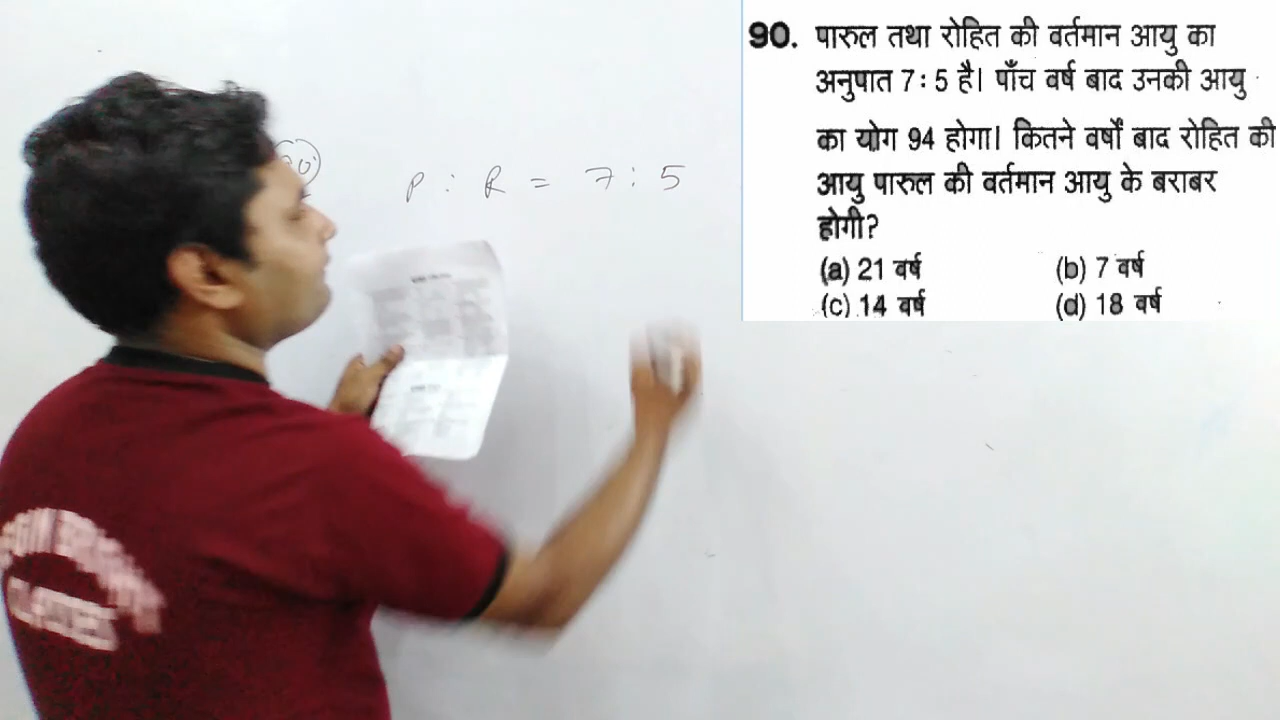 90. पारुल तथा रोहित की वर्तमान आयु का
अनुपात 7 : 5 है। पाँच वर्ष बाद उनकी आयु
का योग 94 होगा। कितने वर्षों बाद रोहित की
आयु पारुल की वर्तमान आयु के बराबर
होगी?
(a) 21 वर्ष (b) 7 वर्ष
(c) 14 वर्ष (d) 18 वर्ष
P : R = 7 : 5
CLASSES